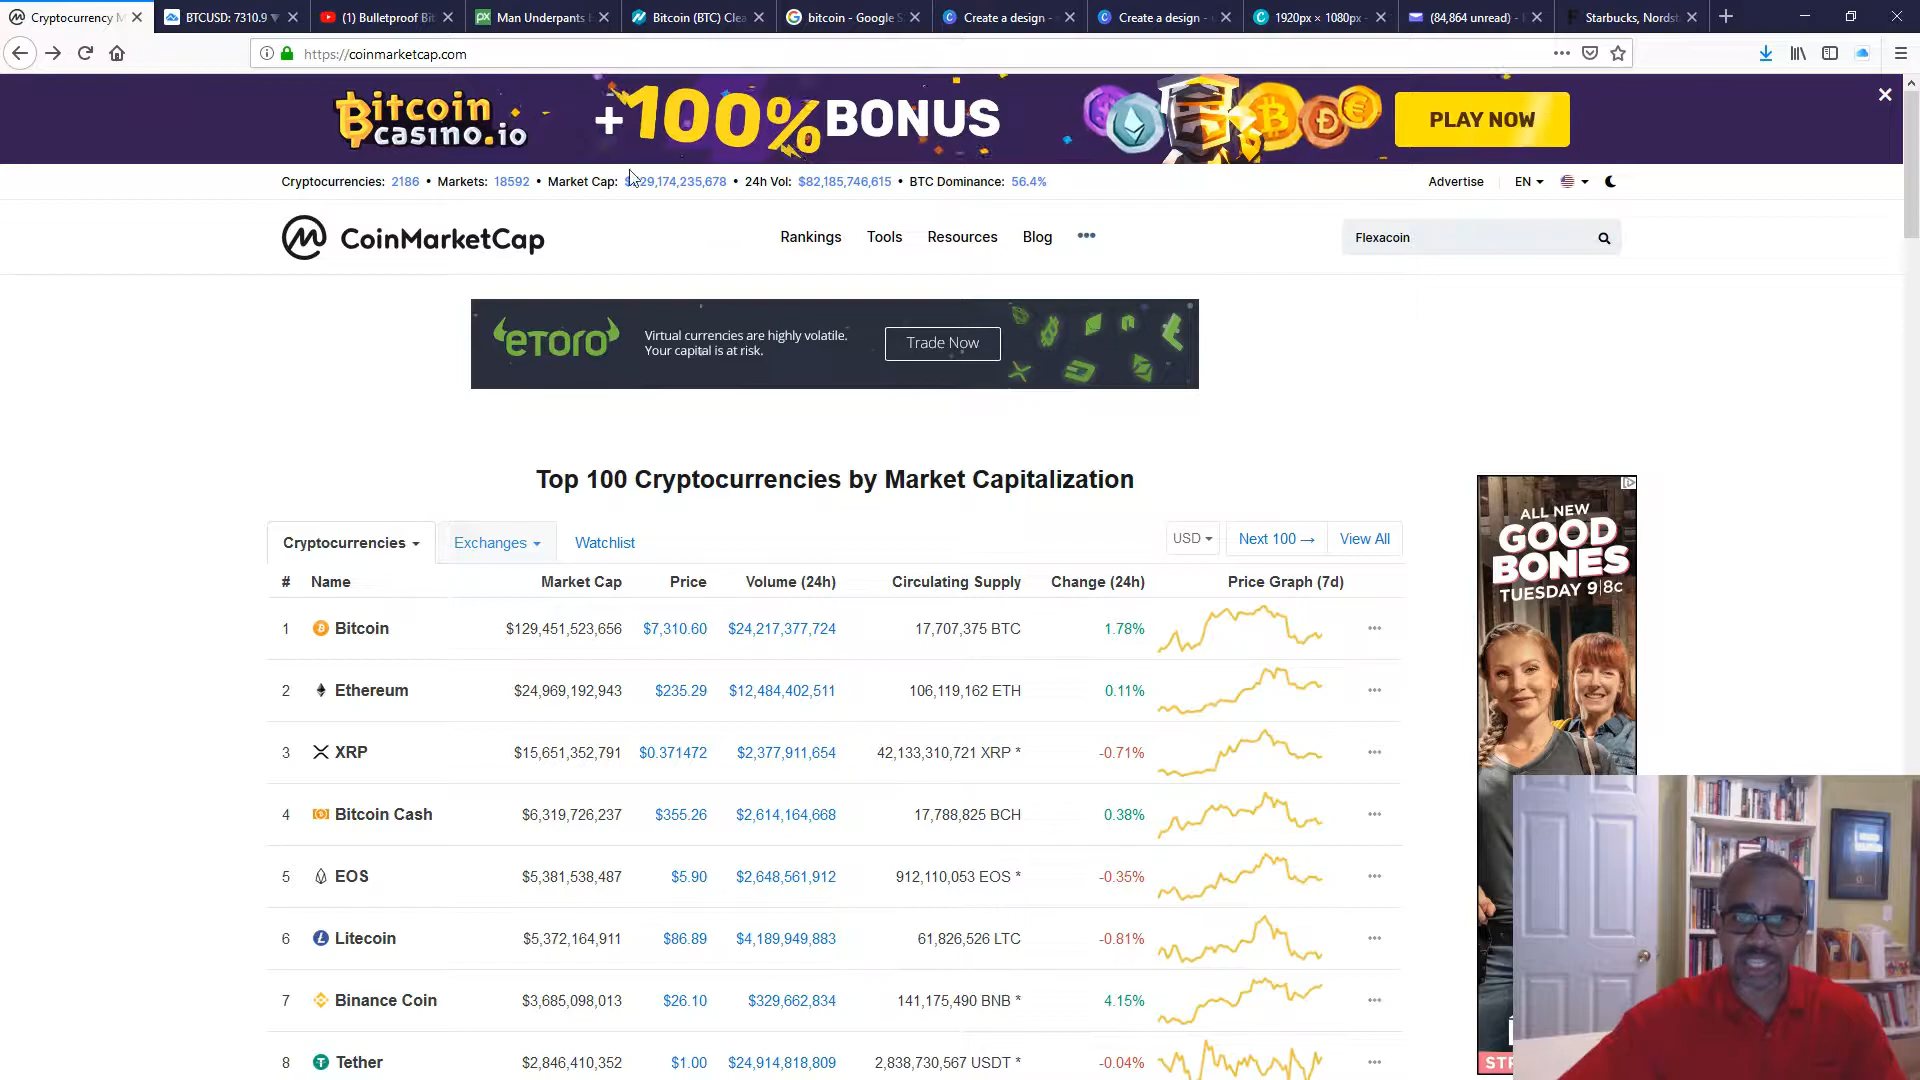 Cryptocurrency M
BTCUSD: 7310.9
(1) Bulletproof Bit
Man Underpants
Bitcoin (BTC) Clea
bitcoin - Google S
Create a design -
Create a design -
1920px × 1080px -
(84,864 unread) -
Starbucks, Nordst
https://coinmarketcap.com
Bitcoin
casino.io
+100% BONUS
PLAY NOW
Cryptocurrencies: 2186 • Markets: 18592 • Market Cap: $229,174,235,678 • 24h Vol: $82,185,746,615 • BTC Dominance: 56.4%
Advertise EN
CoinMarketCap
Rankings Tools Resources Blog •••
Flexacoin
eToro
Virtual currencies are highly volatile.
Your capital is at risk.
Trade Now
Top 100 Cryptocurrencies by Market Capitalization
Cryptocurrencies Exchanges Watchlist
USD Next 100 → View All
# Name Market Cap Price Volume (24h) Circulating Supply Change (24h) Price Graph (7d)
1 Bitcoin $129,451,523,656 $7,310.60 $24,217,377,724 17,707,375 BTC 1.78%
2 Ethereum $24,969,192,943 $235.29 $12,484,402,511 106,119,162 ETH 0.11%
3 XRP $15,651,352,791 $0.371472 $2,377,911,654 42,133,310,721 XRP * -0.71%
4 Bitcoin Cash $6,319,726,237 $355.26 $2,614,164,668 17,788,825 BCH 0.38%
5 EOS $5,381,538,487 $5.90 $2,648,561,912 912,110,053 EOS * -0.35%
6 Litecoin $5,372,164,911 $86.89 $4,189,949,883 61,826,526 LTC -0.81%
7 Binance Coin $3,685,098,013 $26.10 $329,662,834 141,175,490 BNB * 4.15%
8 Tether $2,846,410,352 $1.00 $24,914,818,809 2,838,730,567 USDT * -0.04%
ALL NEW
GOOD
BONES
TUESDAY 9|8c